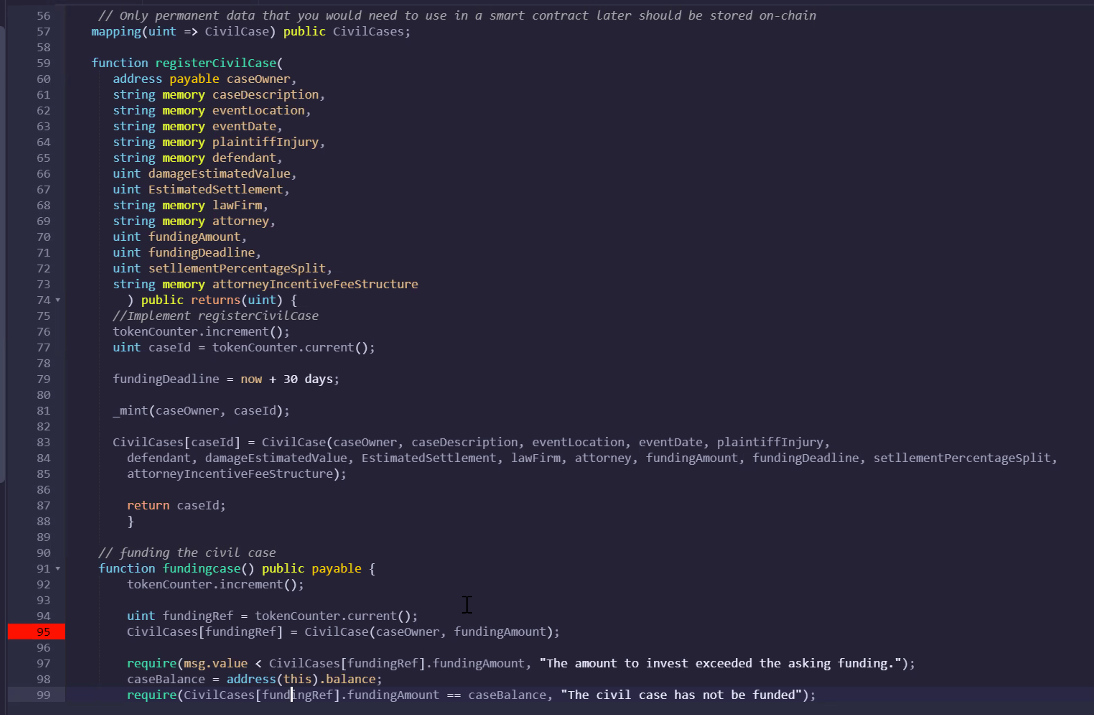 56 // Only permanent data that you would need to use in a smart contract later should be stored on-chain
57 mapping(uint => CivilCase) public CivilCases;
58
59 function registerCivilCase(
60 address payable caseOwner,
61 string memory caseDescription,
62 string memory eventLocation,
63 string memory eventDate,
64 string memory plaintiffInjury,
65 string memory defendant,
66 uint damageEstimatedValue,
67 uint EstimatedSettlement,
68 string memory lawFirm,
69 string memory attorney,
70 uint fundingAmount,
71 uint fundingDeadline,
72 uint setllementPercentageSplit,
73 string memory attorneyIncentiveFeeStructure
74 ) public returns(uint) {
75 //Implement registerCivilCase
76 tokenCounter.increment();
77 uint caseId = tokenCounter.current();
78
79 fundingDeadline = now + 30 days;
80
81 _mint(caseOwner, caseId);
82
83 CivilCases[caseId] = CivilCase(caseOwner, caseDescription, eventLocation, eventDate, plaintiffInjury,
84 defendant, damageEstimatedValue, EstimatedSettlement, lawFirm, attorney, fundingAmount, fundingDeadline, setllementPercentageSplit,
85 attorneyIncentiveFeeStructure);
86
87 return caseId;
88 }
89
90 // funding the civil case
91 function fundingcase() public payable {
92 tokenCounter.increment();
93
94 uint fundingRef = tokenCounter.current();
95 CivilCases[fundingRef] = CivilCase(caseOwner, fundingAmount);
96
97 require(msg.value < CivilCases[fundingRef].fundingAmount, "The amount to invest exceeded the asking funding.");
98 caseBalance = address(this).balance;
99 require(CivilCases[fundingRef].fundingAmount == caseBalance, "The civil case has not be funded");